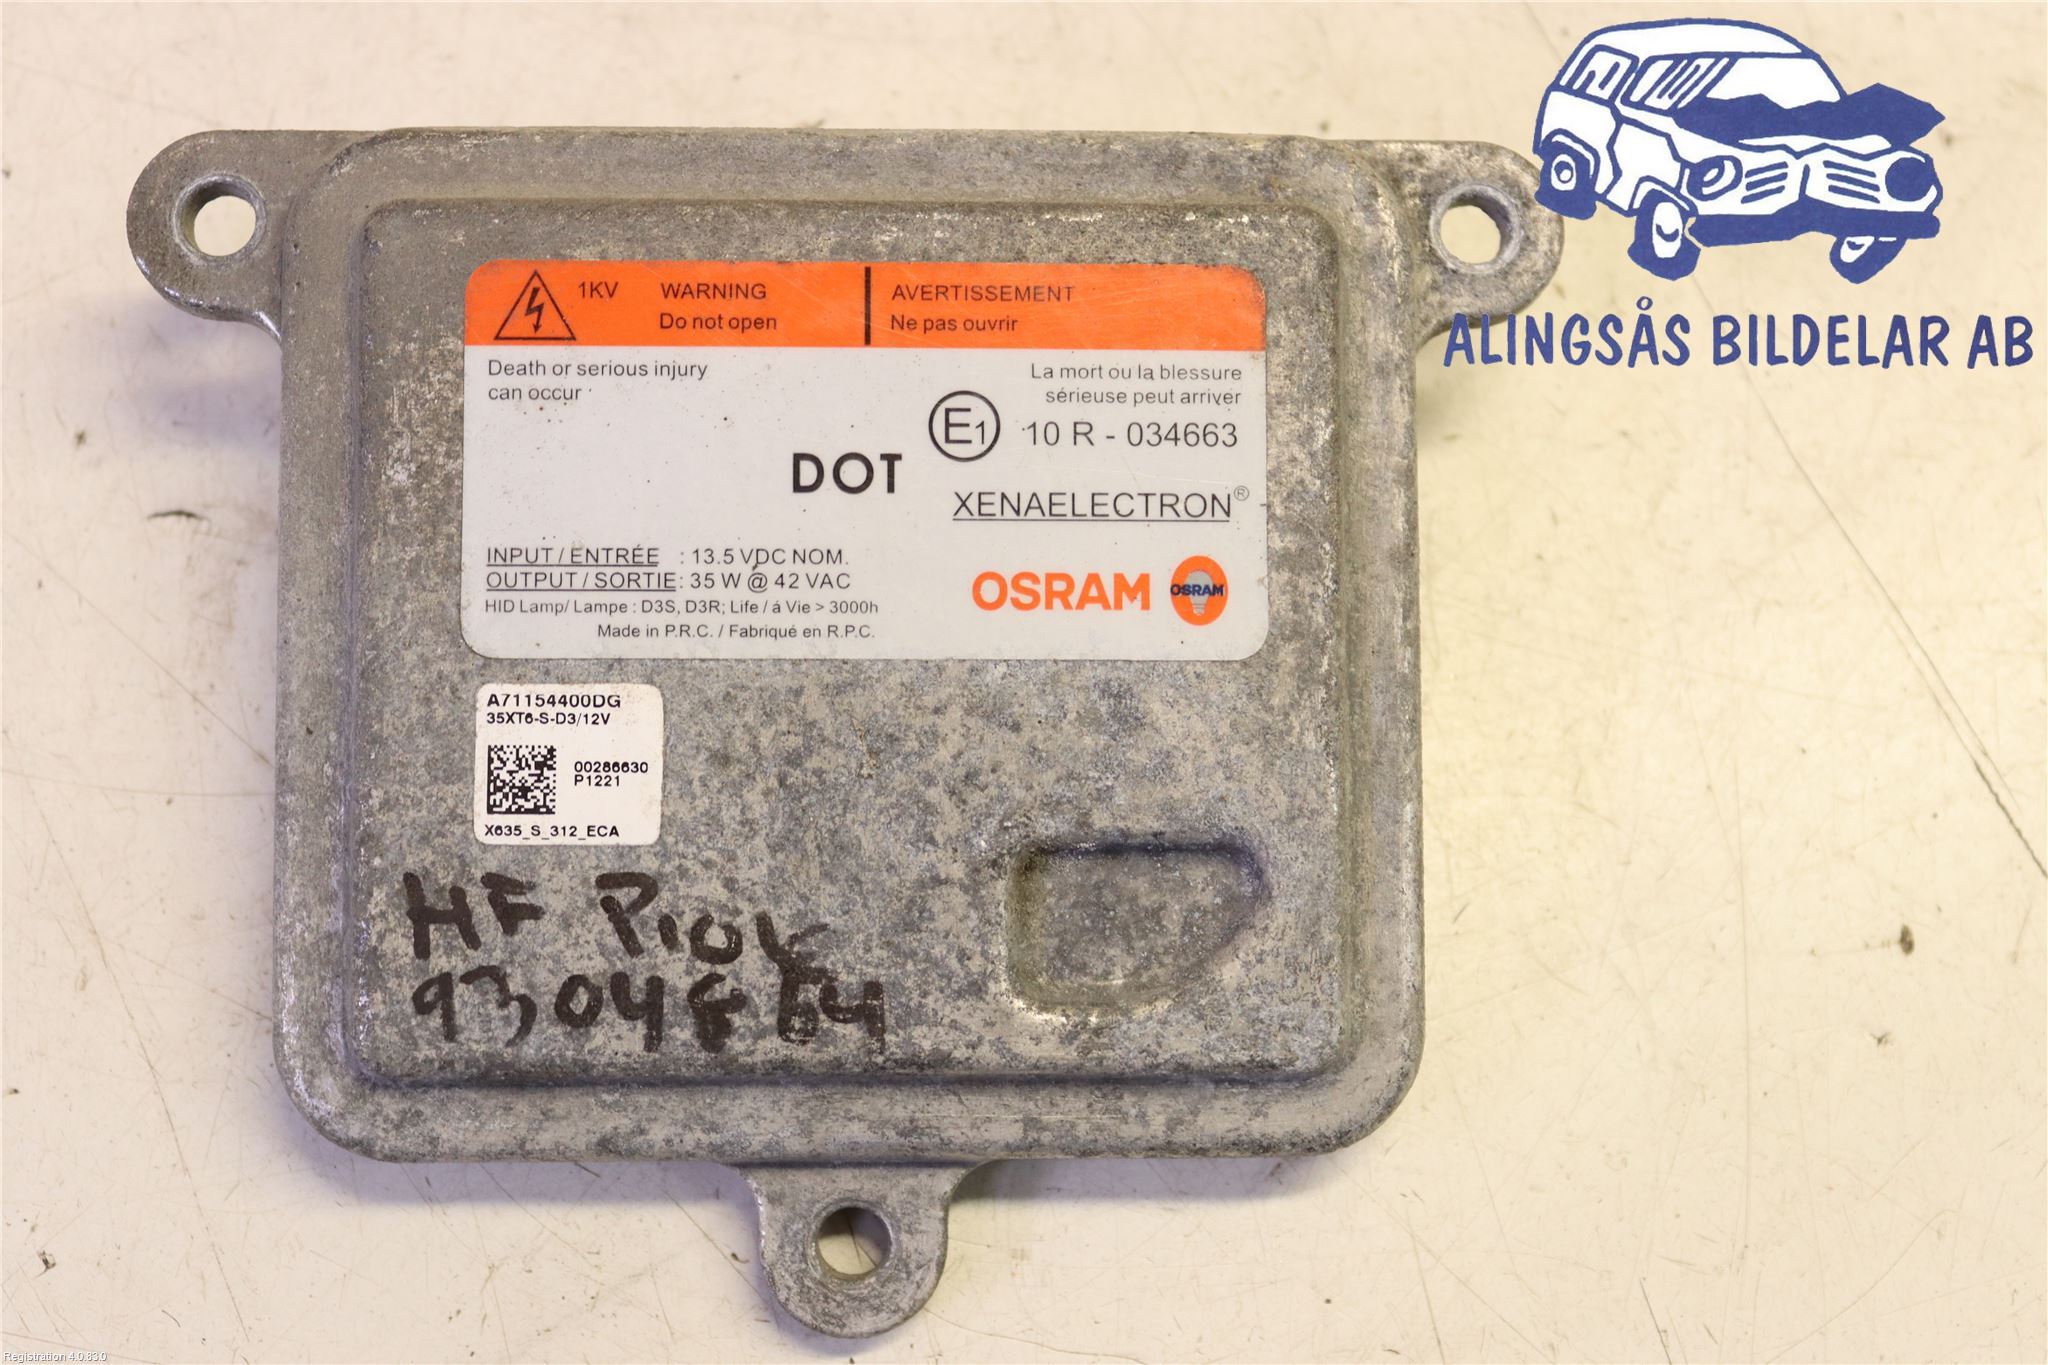 1KV WARNING AVERTISSEMENT
Do not open Ne pas ouvrir
Death or serious injury
can occur
La mort ou la blessure
sérieuse peut arriver
E1 10 R - 034663
DOT
XENAELECTRON®
INPUT / ENTRÉE : 13.5 VDC NOM.
OUTPUT / SORTIE : 35 W @ 42 VAC
HID Lamp/ Lampe : D3S, D3R; Life / á Vie > 3000h
Made in P.R.C. / Fabriqué en R.P.C.
OSRAM OSRAM
A71154400DG
35XT6-S-D3/12V
00286630
P1221
X635_S_312_ECA
HF
ALINGSÅS BILDELAR AB
Registration 4.0.83.0